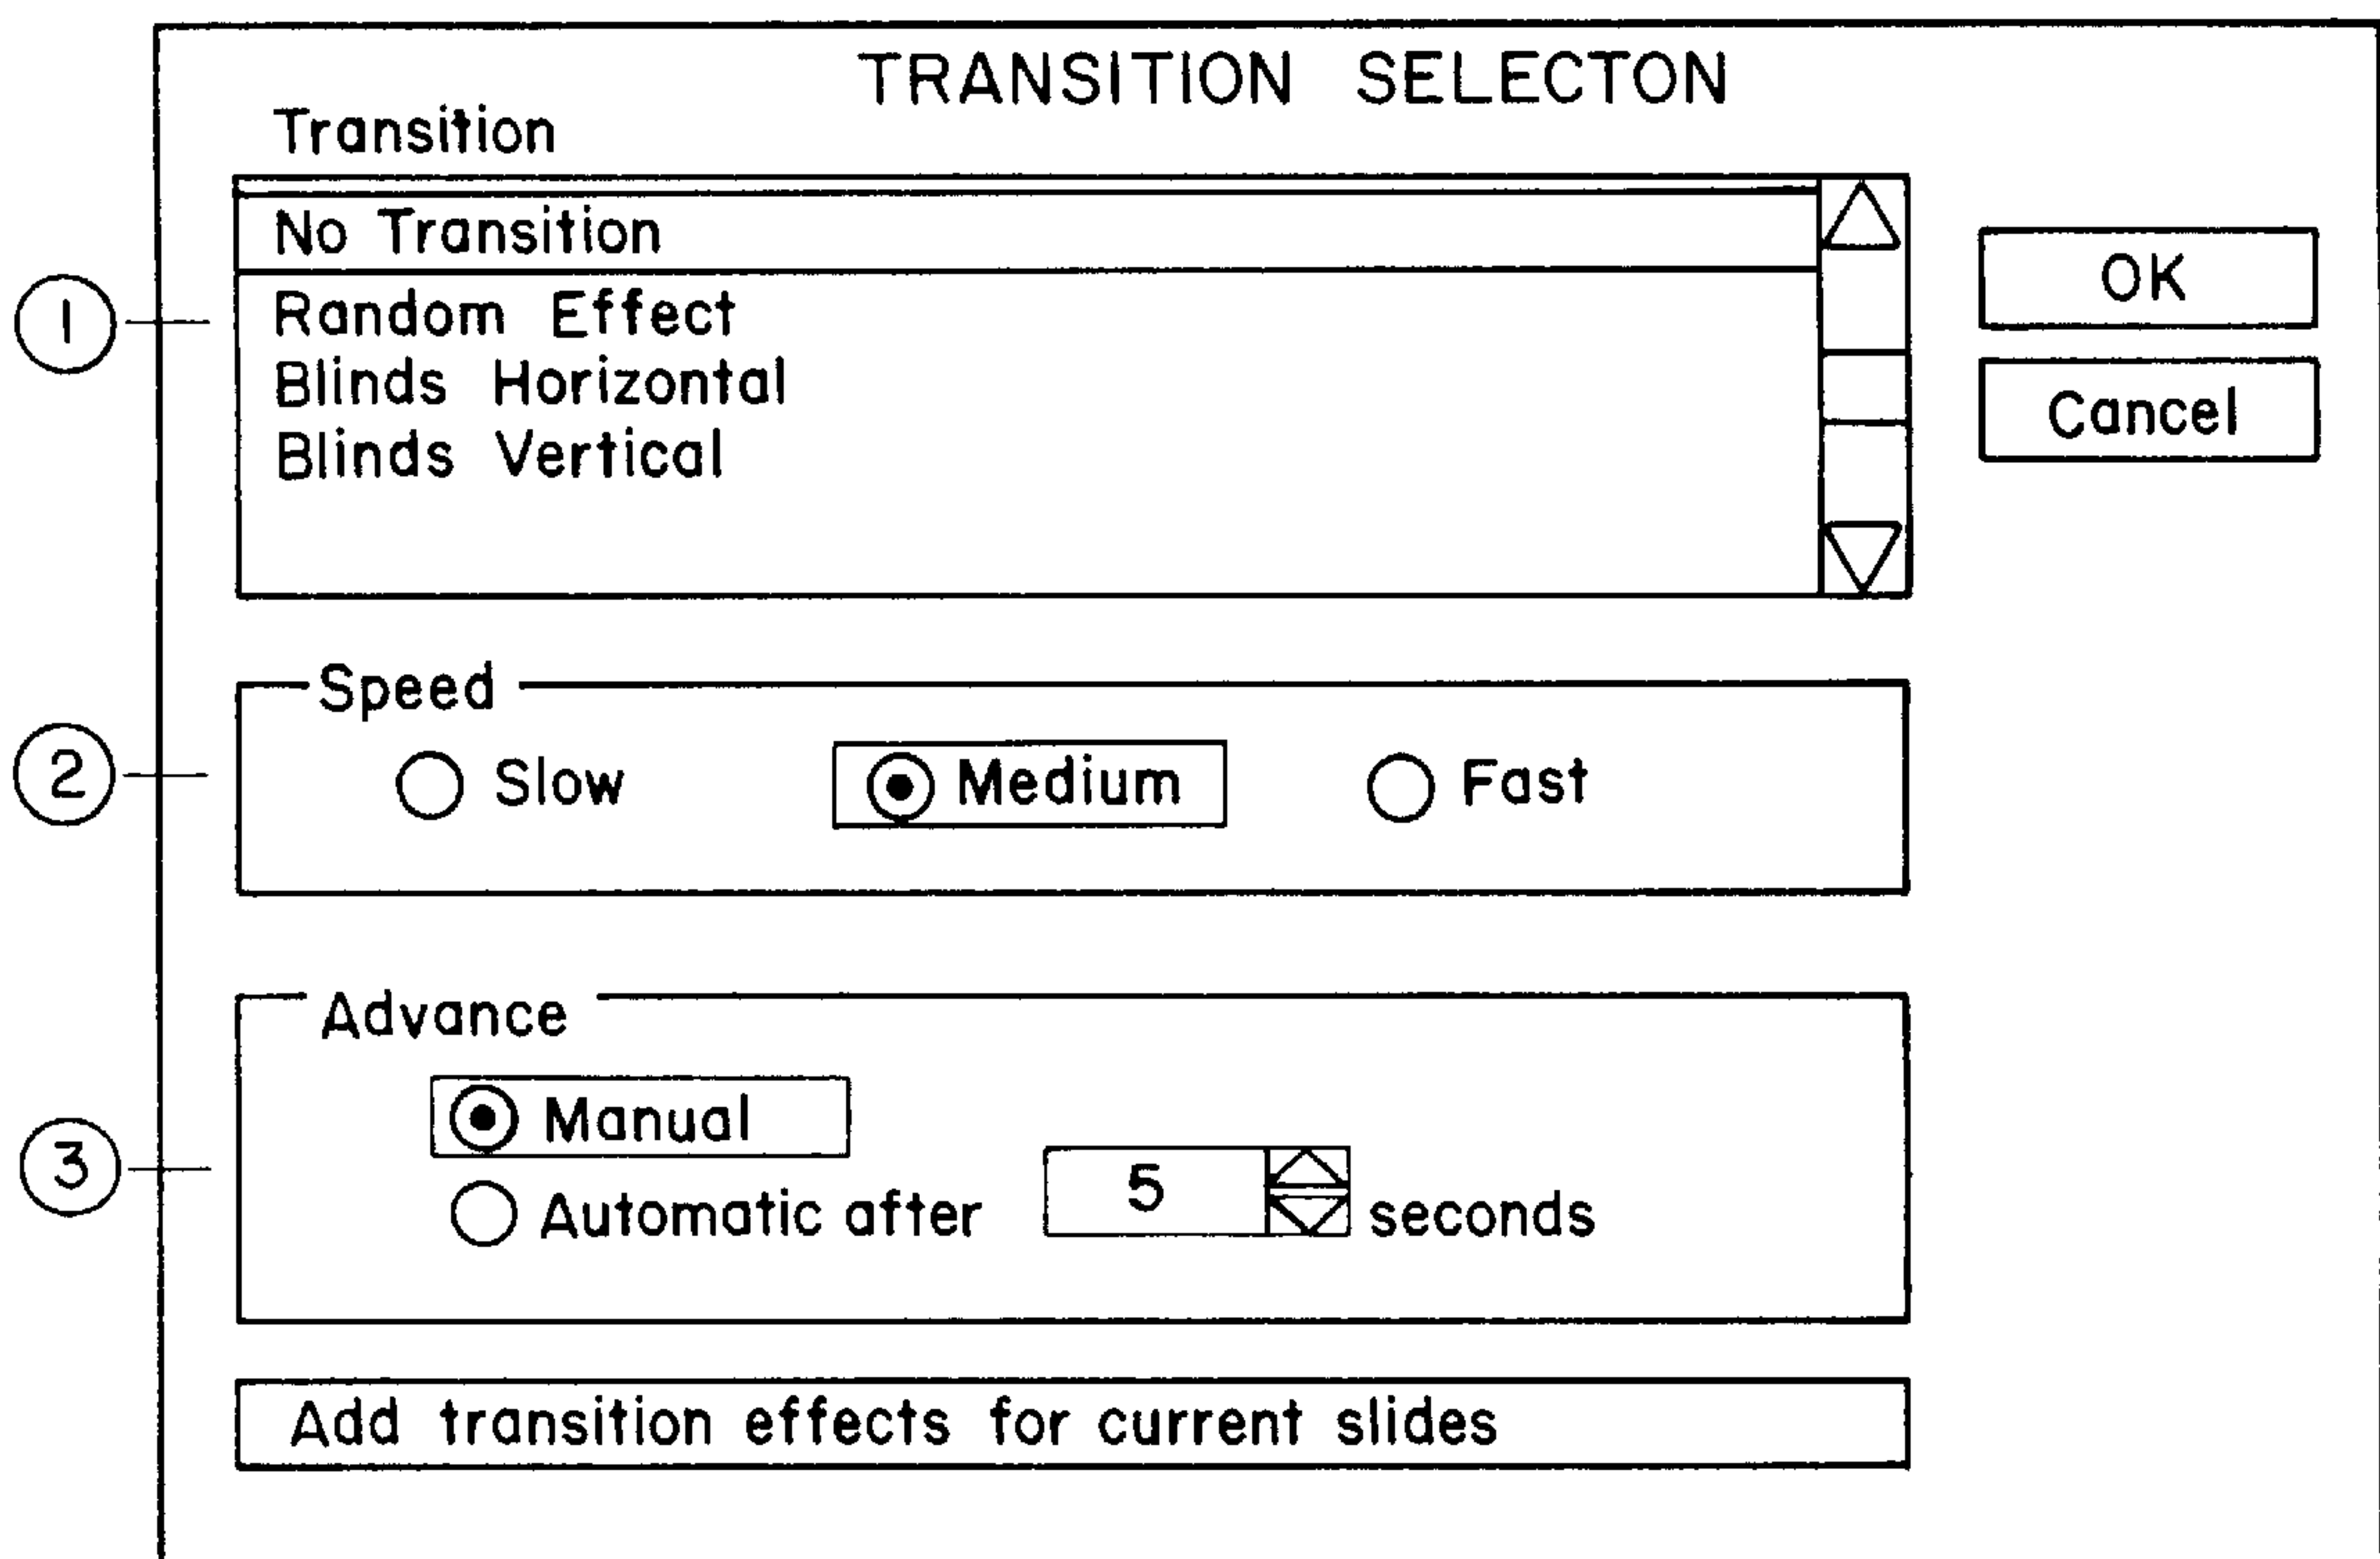 TRANSITION SELECTON
Transition
No Transition
Random Effect
Blinds Horizontal
Blinds Vertical
OK
Cancel
1
Speed
Slow Medium Fast
2
Advance
Manual
Automatic after 5 seconds
3
Add transition effects for current slides